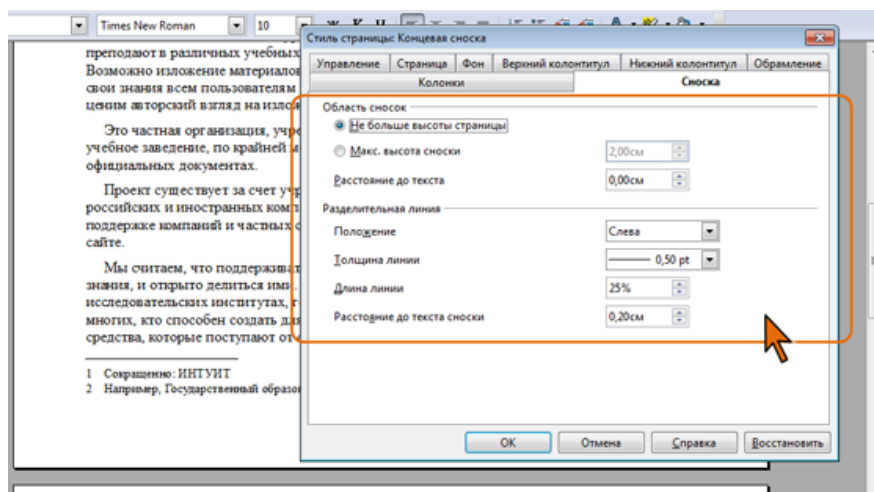 Times New Roman 10 Ж К Ч
Стиль страницы: Концевая сноска
Управление Страница Фон Верхний колонтитул Нижний колонтитул Обрамление
Колонки Сноска
Область сносок
Не больше высоты страницы
Макс. высота сноски 2,00см
Расстояние до текста 0,00см
Разделительная линия
Положение Слева
Толщина линии 0,50 pt
Длина линии 25%
Расстояние до текста сноски 0,20см
OK Отмена Справка Восстановить
преподают в различных учебных
Возможно изложение материалов
свои знания всем пользователям
ценим авторский взгляд на излож
Это частная организация, учре
учебное заведение, по крайней м
официальных документах.
Проект существует за счет учр
российских и иностранных комп
поддержке компаний и частных с
сайте.
Мы считаем, что поддерживат
знания, и открыто делиться ими.
исследовательских институтах, г
многих, кто способен создать для
средства, которые поступают от
1 Сокращенно: ИНТУИТ
2 Например, Государственный образо